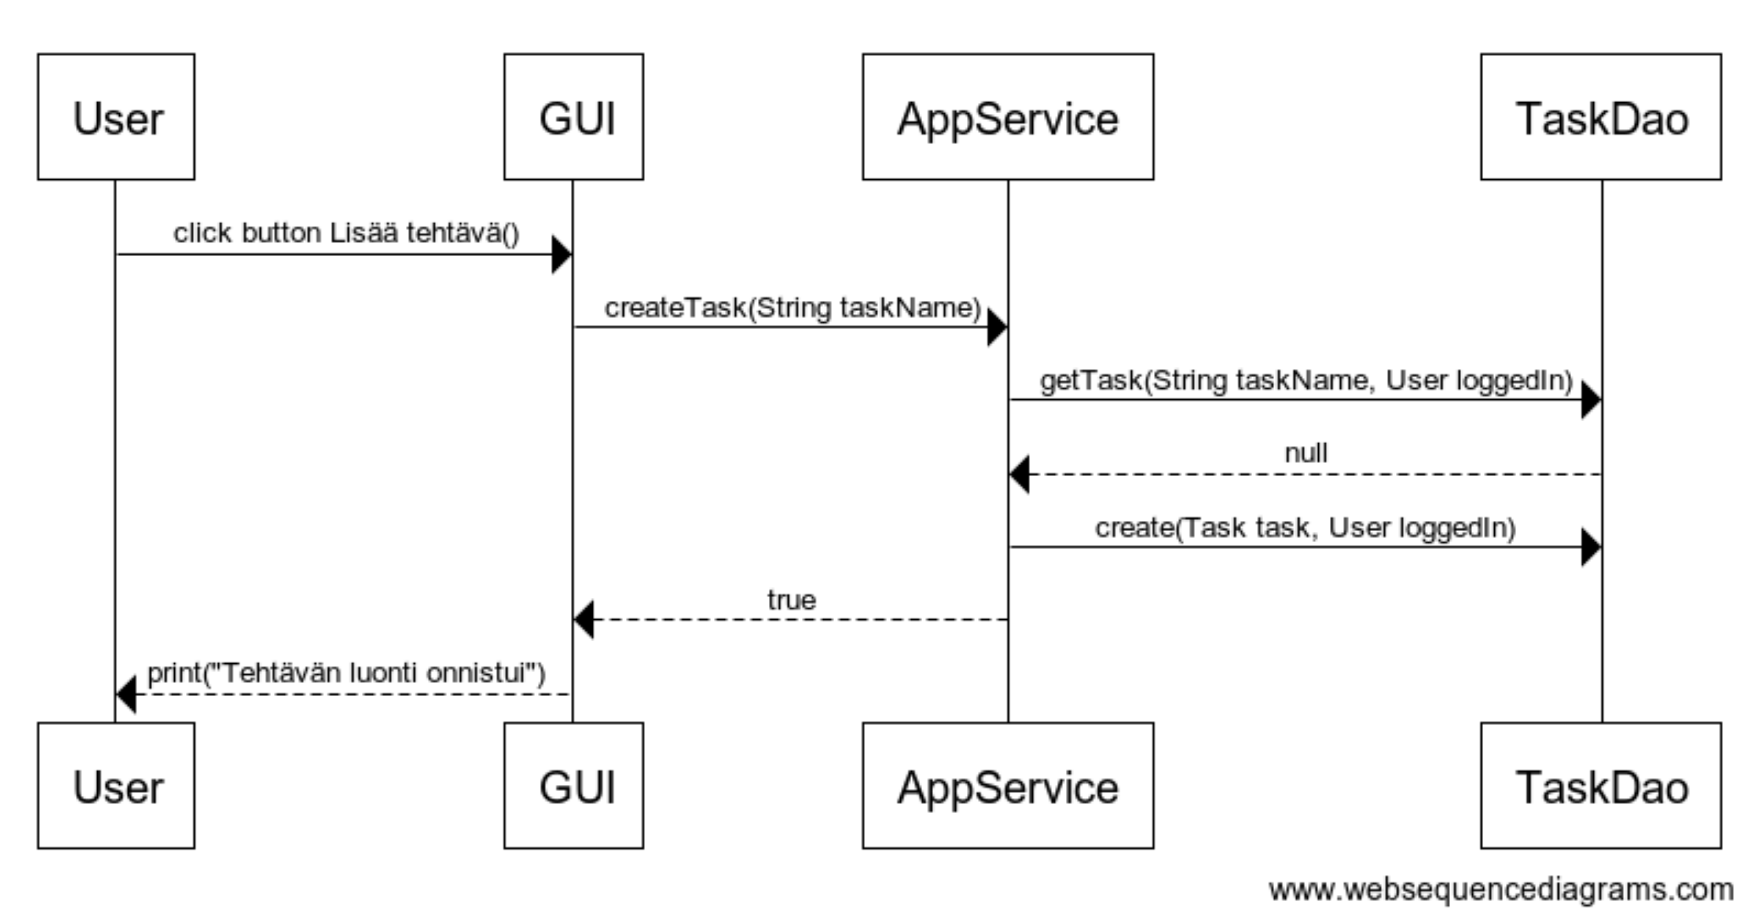 User GUI AppService TaskDao
click button Lisää tehtävä()
createTask(String taskName)
getTask(String taskName, User loggedIn)
null
create(Task task, User loggedIn)
true
print("Tehtävän luonti onnistui")
User GUI AppService TaskDao
www.websequencediagrams.com